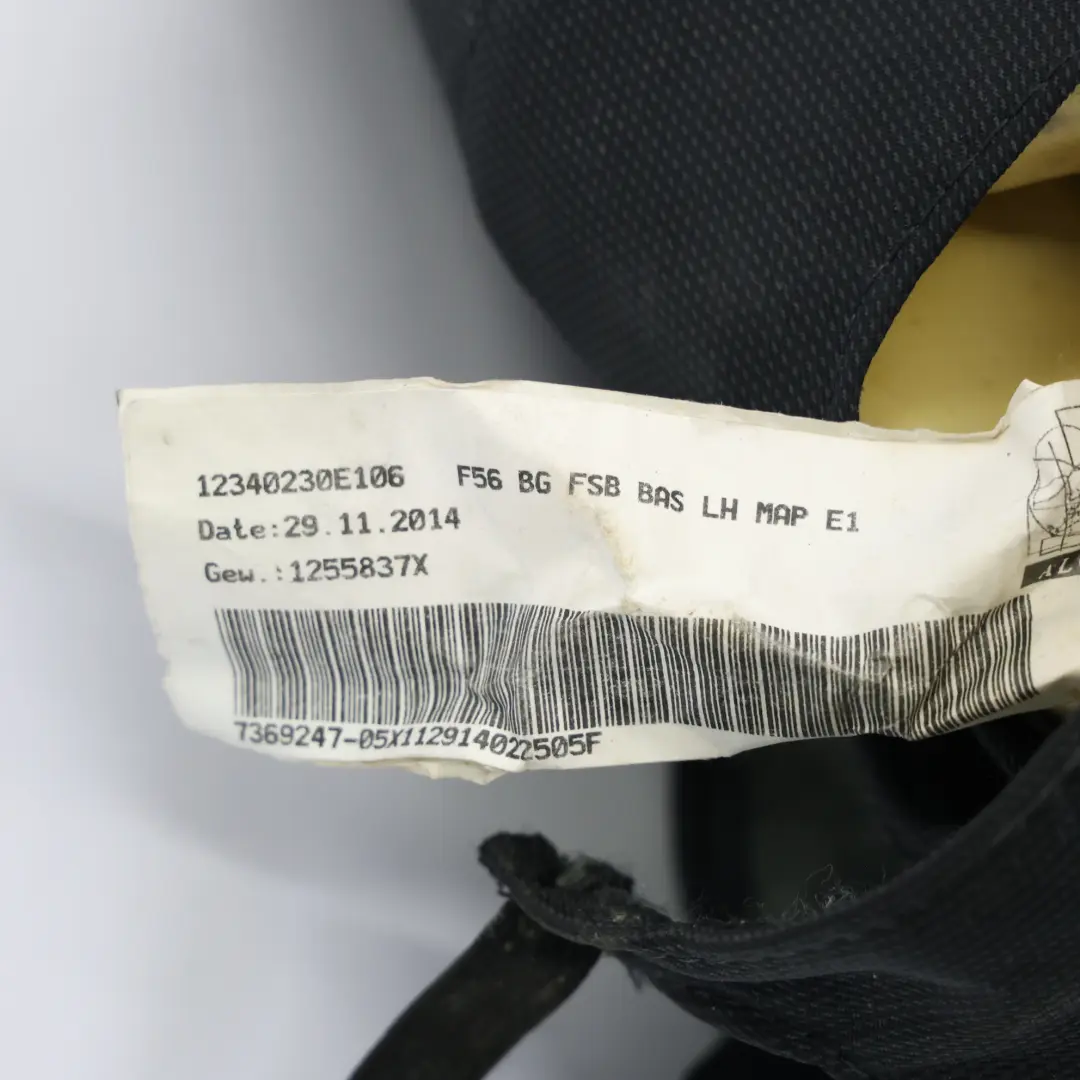 12340230E106 F56 BG FSB BAS LH MAP E1
Date:29.11.2014
Gew.:1255837X
7369247-05X112914022505F